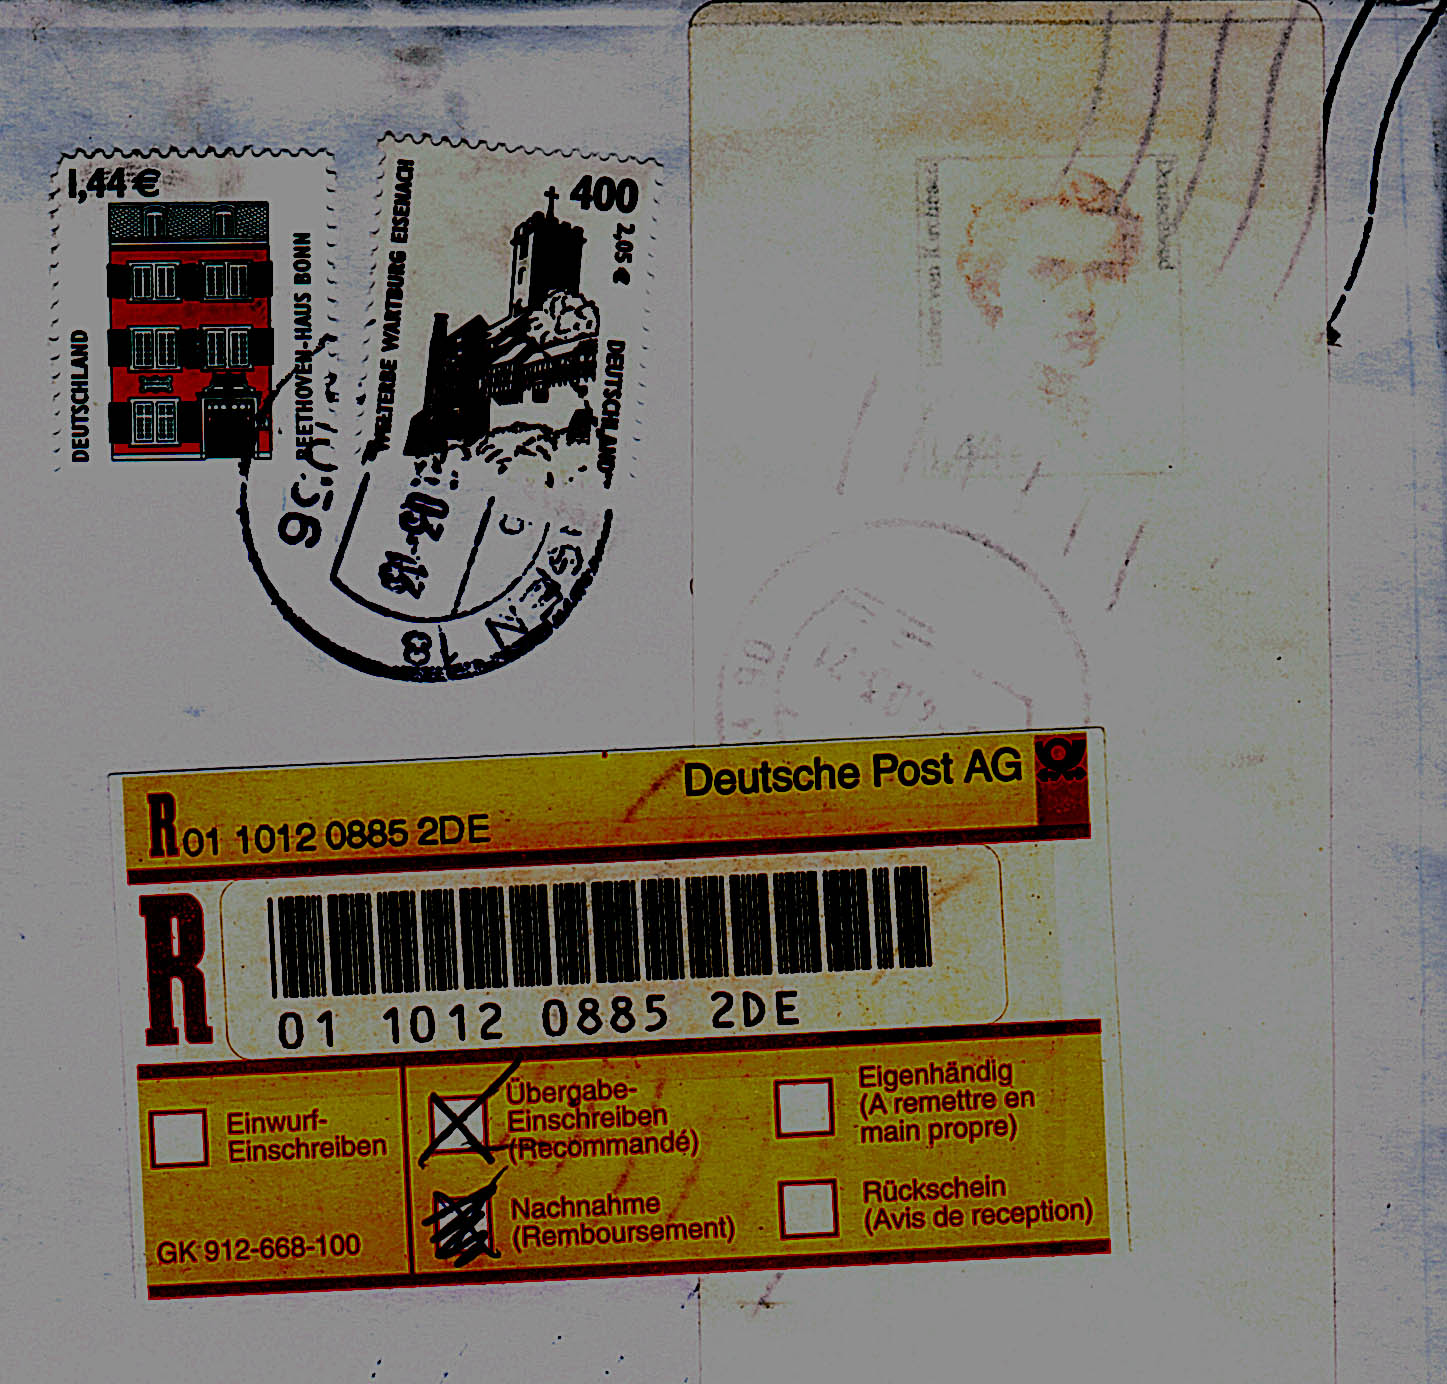 1,44 €
DEUTSCHLAND
BEETHOVEN-HAUS BONN
WELTERBE WARTBURG EISENACH
400
2,05 €
DEUTSCHLAND
Deutsche Post AG
R 01 1012 0885 2DE
R
01 1012 0885 2DE
Einwurf-
Einschreiben
GK 912-668-100
Übergabe-
Einschreiben
(Recommandé)
Nachnahme
(Remboursement)
Eigenhändig
(A remettre en
main propre)
Rückschein
(Avis de reception)